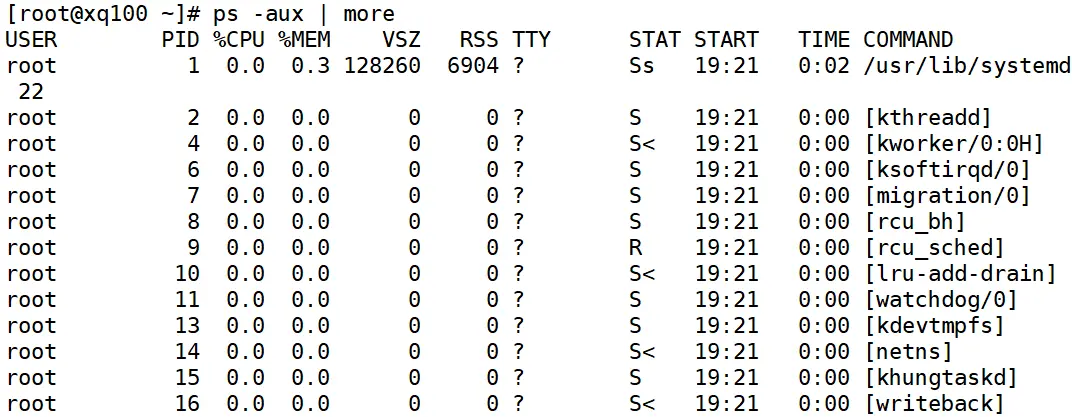 [root@xq100 ~]# ps -aux | more
USER        PID %CPU %MEM    VSZ   RSS TTY      STAT START   TIME COMMAND
root          1  0.0  0.3 128260  6904 ?        Ss   19:21   0:02 /usr/lib/systemd
 22
root          2  0.0  0.0      0     0 ?        S    19:21   0:00 [kthreadd]
root          4  0.0  0.0      0     0 ?        S<   19:21   0:00 [kworker/0:0H]
root          6  0.0  0.0      0     0 ?        S    19:21   0:00 [ksoftirqd/0]
root          7  0.0  0.0      0     0 ?        S    19:21   0:00 [migration/0]
root          8  0.0  0.0      0     0 ?        S    19:21   0:00 [rcu_bh]
root          9  0.0  0.0      0     0 ?        R    19:21   0:00 [rcu_sched]
root         10  0.0  0.0      0     0 ?        S<   19:21   0:00 [lru-add-drain]
root         11  0.0  0.0      0     0 ?        S    19:21   0:00 [watchdog/0]
root         13  0.0  0.0      0     0 ?        S    19:21   0:00 [kdevtmpfs]
root         14  0.0  0.0      0     0 ?        S<   19:21   0:00 [netns]
root         15  0.0  0.0      0     0 ?        S    19:21   0:00 [khungtaskd]
root         16  0.0  0.0      0     0 ?        S<   19:21   0:00 [writeback]